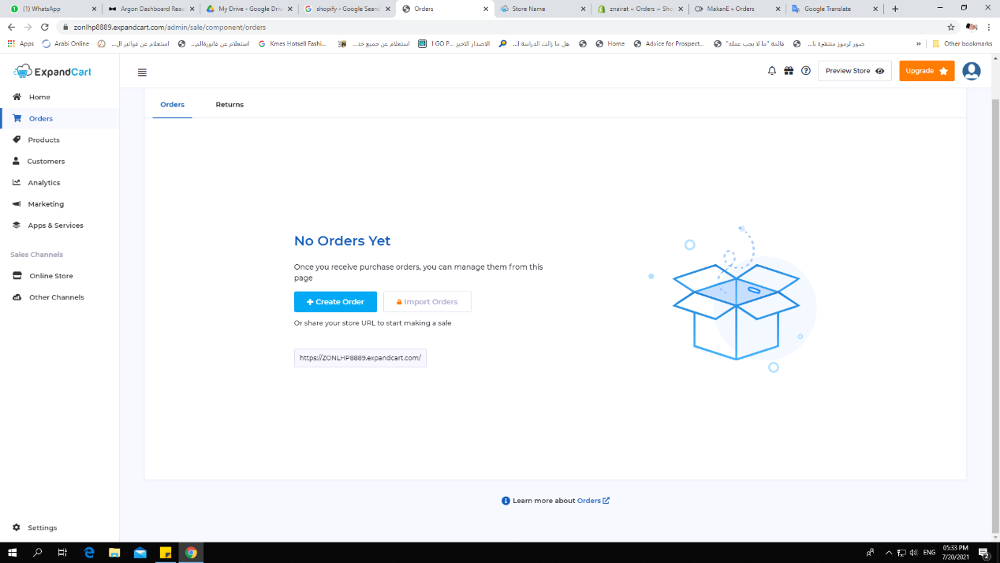 (1) WhatsApp
Argon Dashboard Reac
My Drive - Google Driv
shopify - Google Search
Orders
Store Name
znairat ~ Orders ~ Sho
MakanE » Orders
Google Translate
zonlhp8889.expandcart.com/admin/sale/component/orders
Apps
Arabi Online
استعلام عن فواتير ال...
استعلام عن فاتورةالم...
Kmes Hotsell Fashi...
استعلام عن جميع خد...
I GO P... الاصدار الاخير
هل ما زالت الدراسة ا...
Home
Advice for Prospect...
قائمة "ما لا يجب عمله"
صور لرموز منتشرة با...
»
Other bookmarks
ExpandCart
Preview Store
Upgrade
Home
Orders
Products
Customers
Analytics
Marketing
Apps & Services
Sales Channels
Online Store
Other Channels
Settings
Orders
Returns
No Orders Yet
Once you receive purchase orders, you can manage them from this
page
Create Order
Import Orders
Or share your store URL to start making a sale
https://ZONLHP8889.expandcart.com/
Learn more about Orders
ENG
05:33 PM
7/20/2021
2